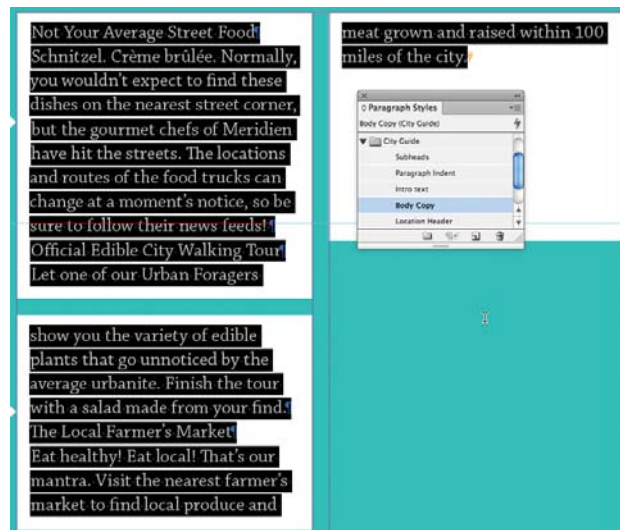 Not Your Average Street Food¶
Schnitzel. Crème brûlée. Normally,
you wouldn't expect to find these
dishes on the nearest street corner,
but the gourmet chefs of Meridien
have hit the streets. The locations
and routes of the food trucks can
change at a moment's notice, so be
sure to follow their news feeds!¶
Official Edible City Walking Tour¶
Let one of our Urban Foragers
show you the variety of edible
plants that go unnoticed by the
average urbanite. Finish the tour
with a salad made from your find.¶
The Local Farmer's Market¶
Eat healthy! Eat local! That's our
mantra. Visit the nearest farmer's
market to find local produce and
meat grown and raised within 100
miles of the city.
Paragraph Styles
Body Copy (City Guide)
City Guide
Subheads
Paragraph Indent
Intro text
Body Copy
Location Header